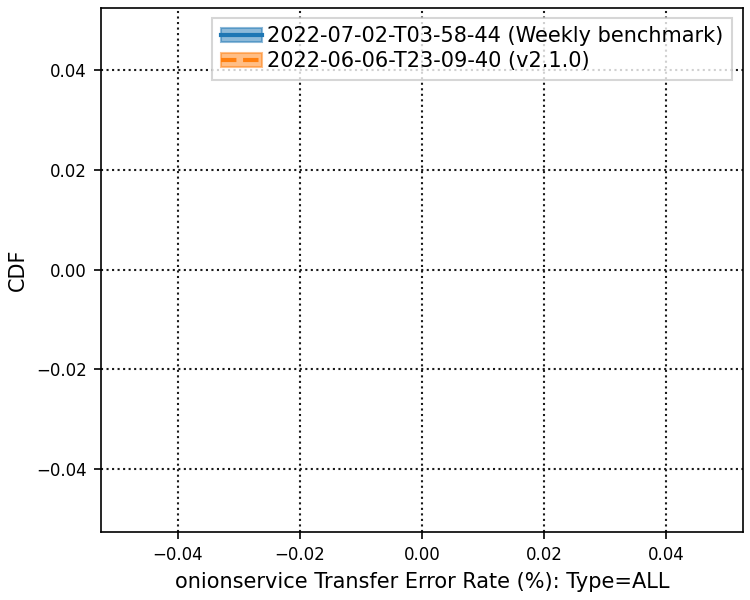 2022-07-02-T03-58-44 (Weekly benchmark)
2022-06-06-T23-09-40 (v2.1.0)
0.04
0.02
0.00
−0.02
−0.04
CDF
−0.04 −0.02 0.00 0.02 0.04
onionservice Transfer Error Rate (%): Type=ALL